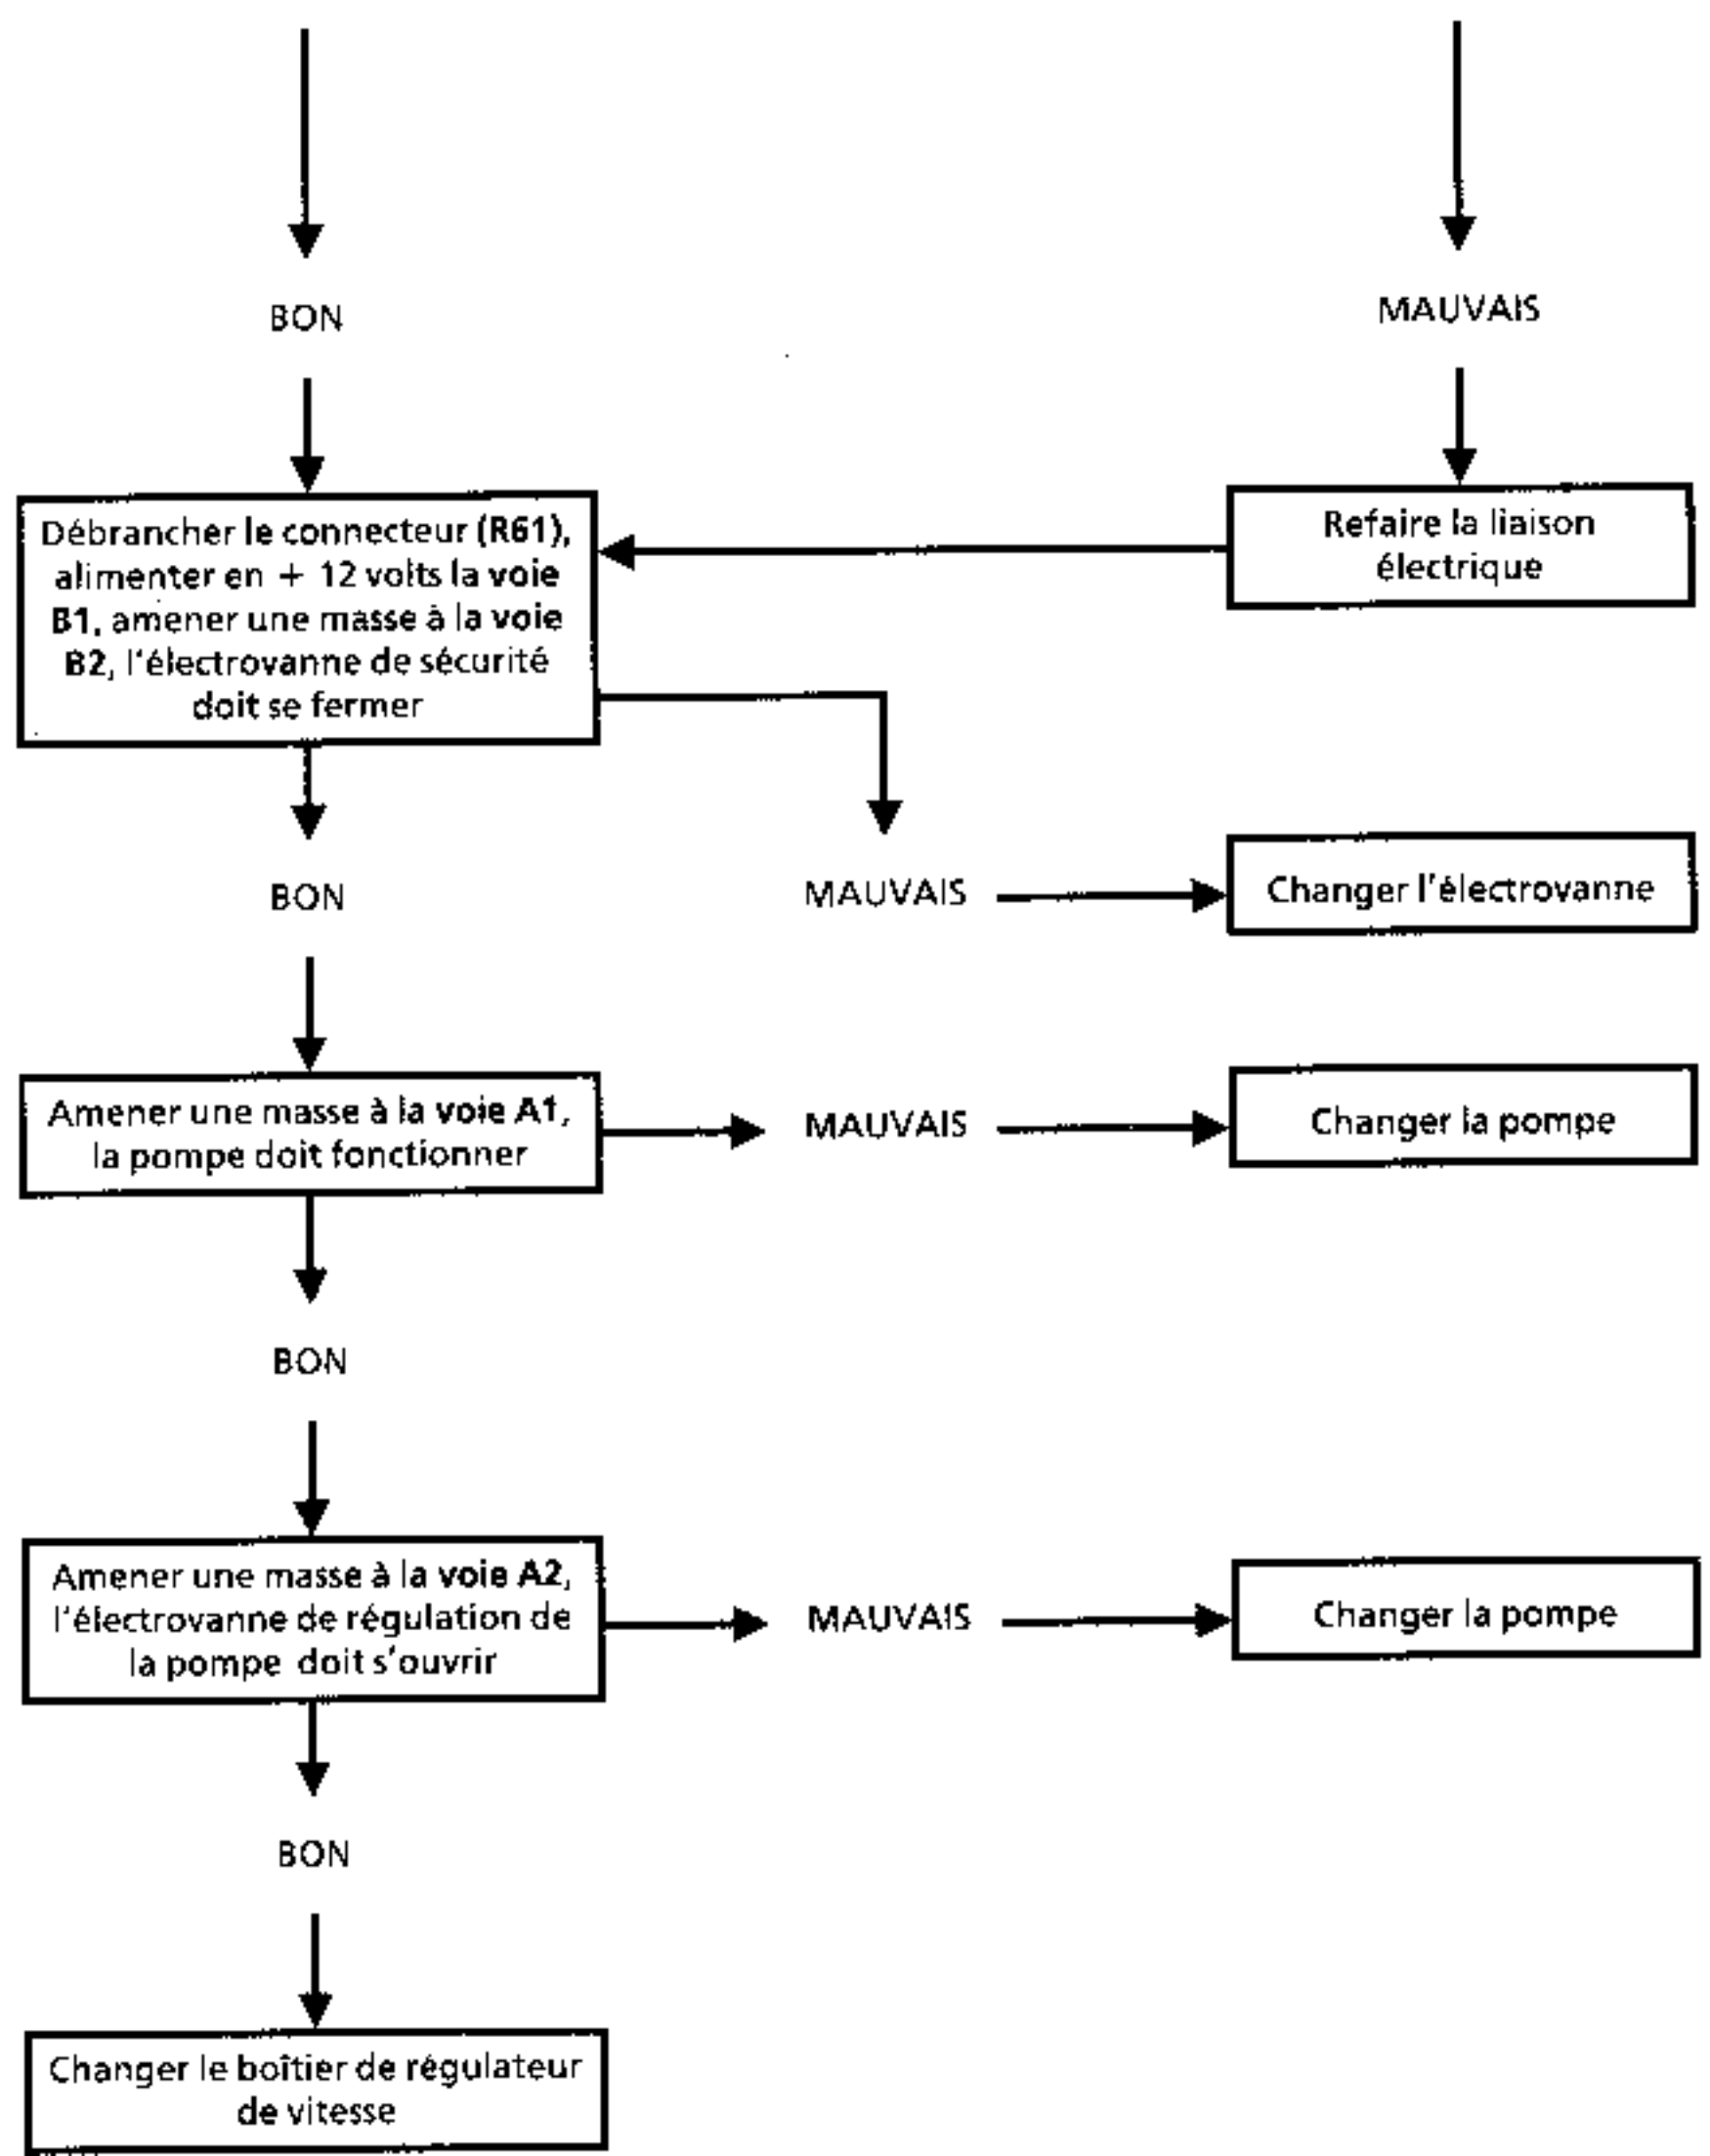 BON
MAUVAIS
Débrancher le connecteur (R61),
alimenter en + 12 volts la voie
B1, amener une masse à la voie
B2, l'électrovanne de sécurité
doit se fermer
Refaire la liaison
électrique
BON
MAUVAIS
Changer l'électrovanne
Amener une masse à la voie A1,
la pompe doit fonctionner
MAUVAIS
Changer la pompe
BON
Amener une masse à la voie A2,
l'électrovanne de régulation de
la pompe doit s'ouvrir
MAUVAIS
Changer la pompe
BON
Changer le boîtier de régulateur
de vitesse